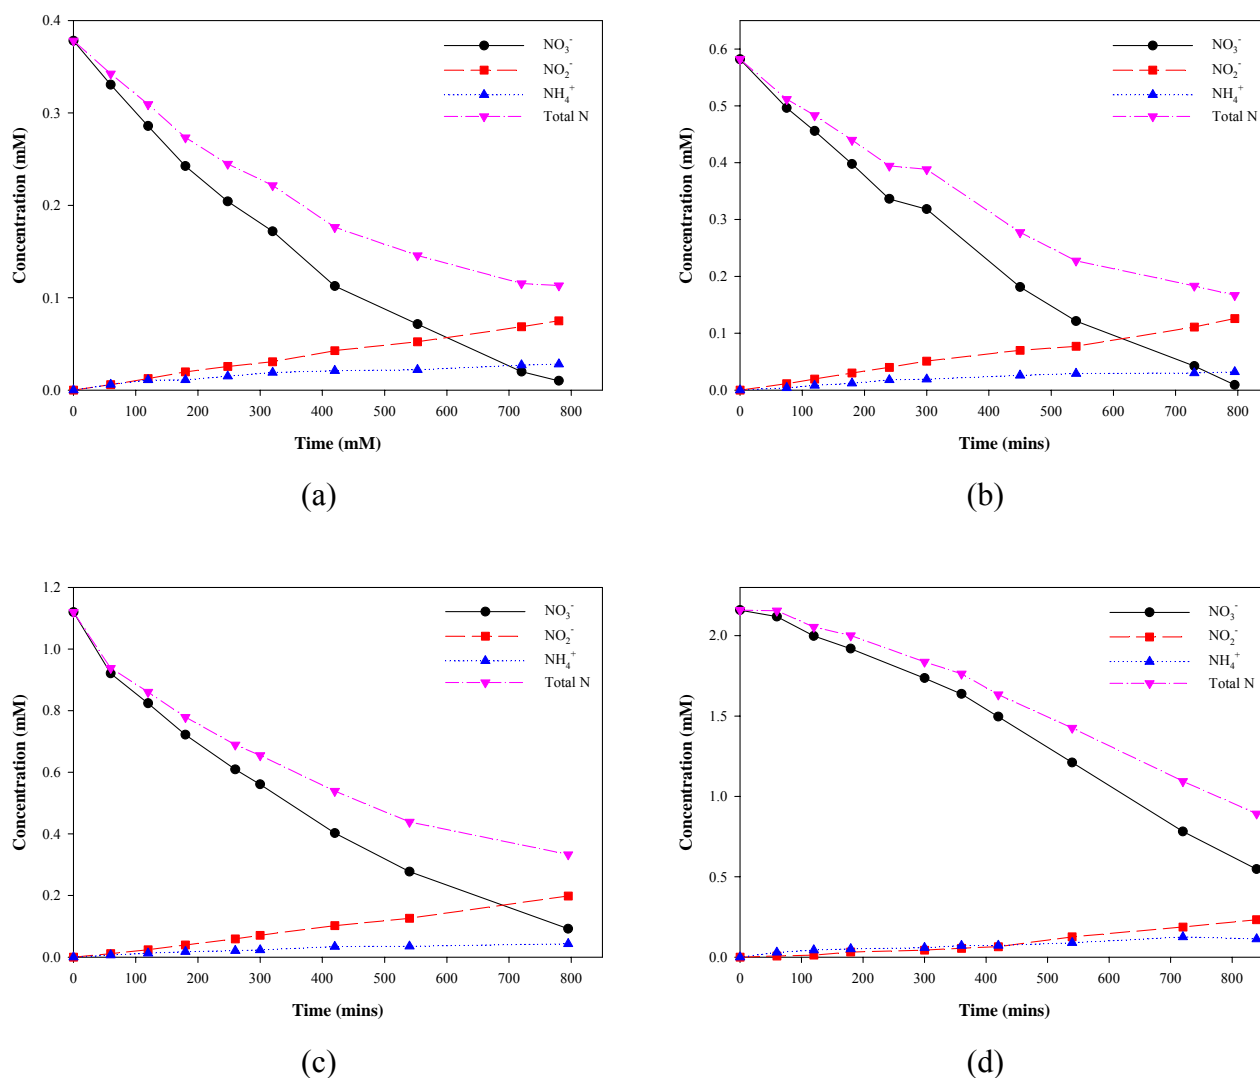 0.4
0.3
0.2
0.1
0.0
Concentration (mM)
0 100 200 300 400 500 600 700 800
Time (mM)
NO₃⁻
NO₂⁻
NH₄⁺
Total N
(a)
0.6
0.5
0.4
0.3
0.2
0.1
0.0
Concentration (mM)
0 100 200 300 400 500 600 700 800
Time (mins)
NO₃⁻
NO₂⁻
NH₄⁺
Total N
(b)
1.2
1.0
0.8
0.6
0.4
0.2
0.0
Concentration (mM)
0 100 200 300 400 500 600 700 800
Time (mins)
NO₃⁻
NO₂⁻
NH₄⁺
Total N
(c)
2.0
1.5
1.0
0.5
0.0
Concentration (mM)
0 100 200 300 400 500 600 700 800
Time (mins)
NO₃⁻
NO₂⁻
NH₄⁺
Total N
(d)